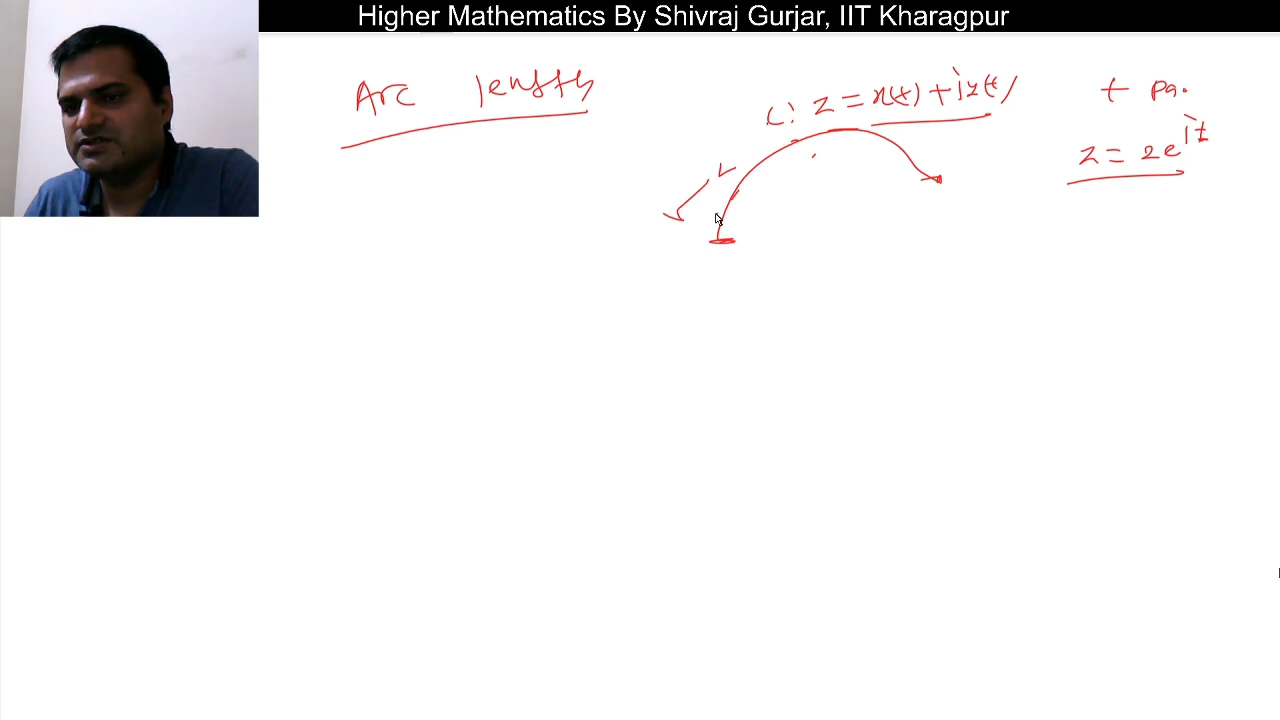 Higher Mathematics By Shivraj Gurjar, IIT Kharagpur
Arc length
C: z = x(t) + iy(t)
t pa.
z = 2e^{it}
L